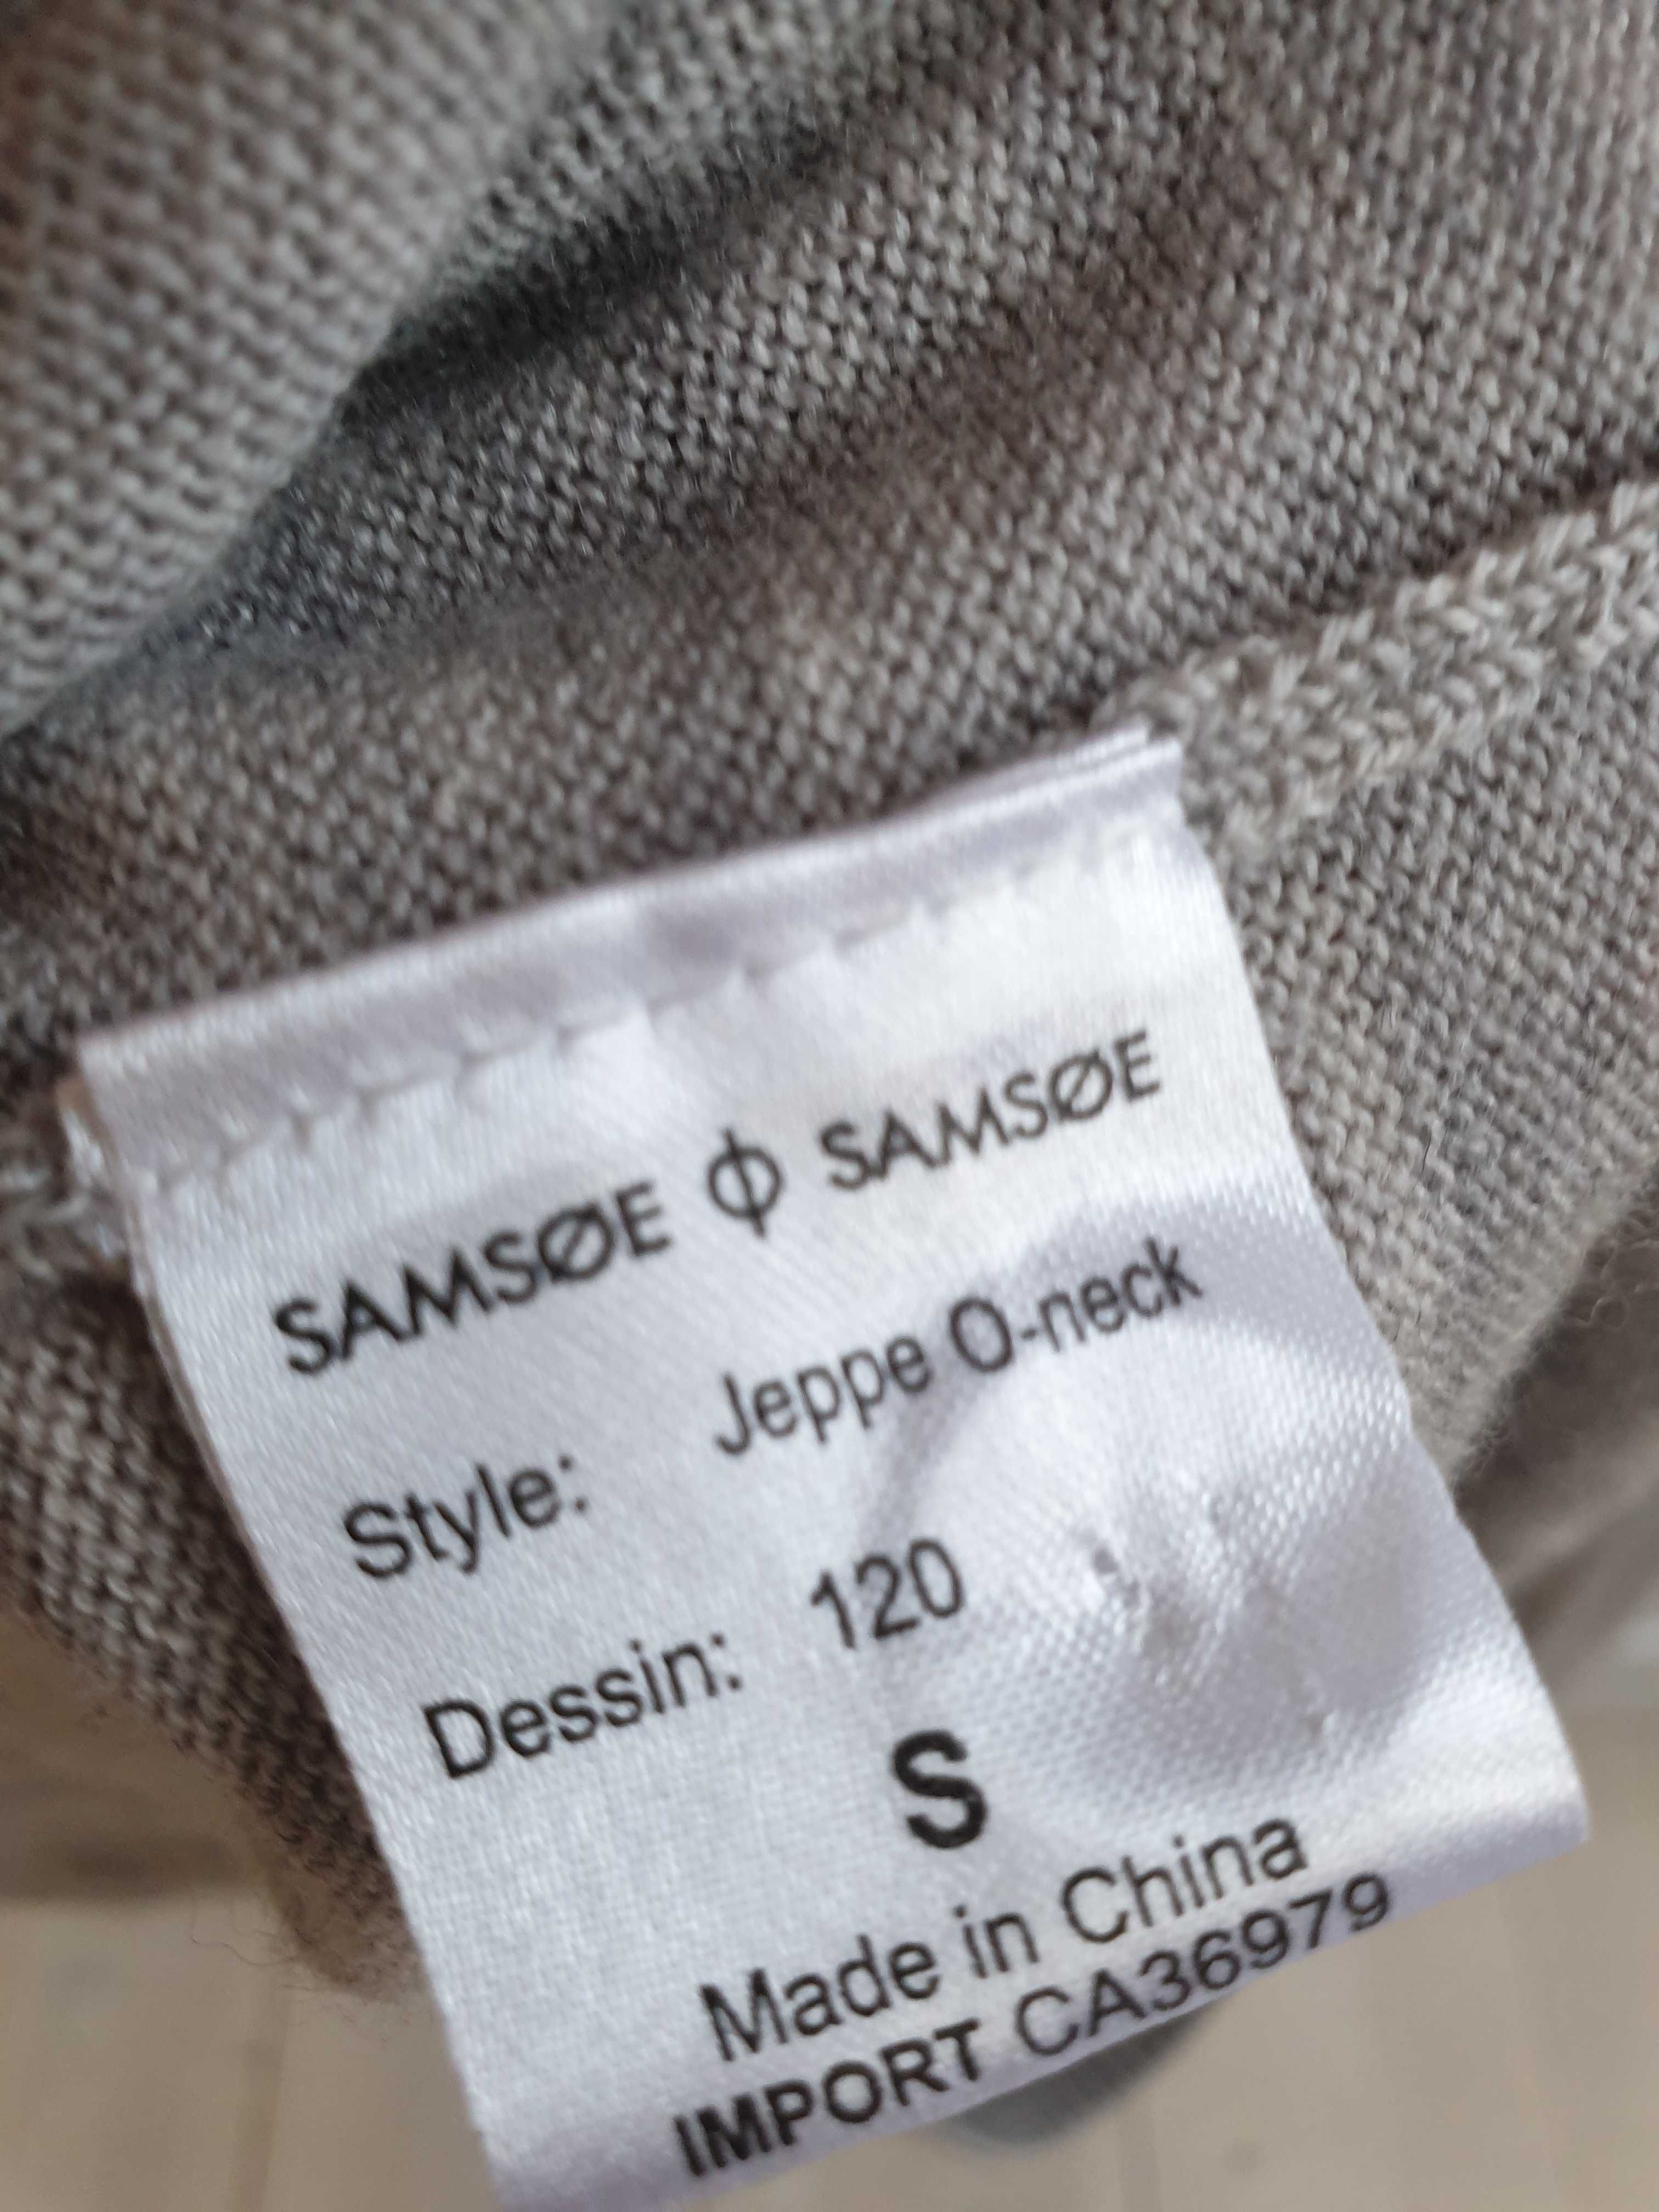 SAMSØE Φ SAMSØE
Style: Jeppe O-neck
Dessin: 120
S
Made in China
IMPORT CA36979